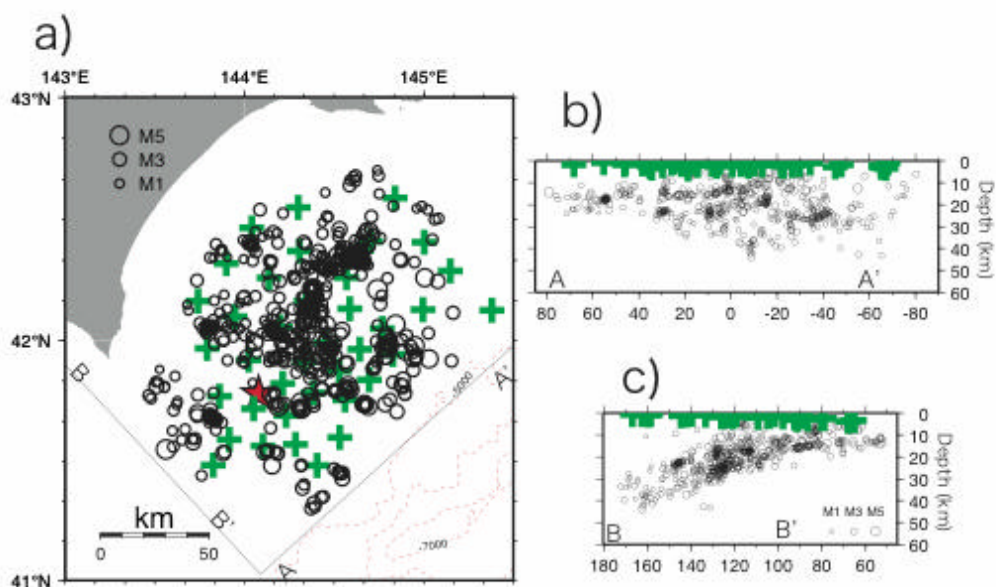 a)
143°E 144°E 145°E
43°N
M5
M3
M1
42°N
B
A'
-5000
B'
km
0 50
A
-7000
41°N
b)
0
10
20
30
40
50
60
Depth (km)
A A'
80 60 40 20 0 -20 -40 -60 -80
c)
0
10
20
30
40
50
60
Depth (km)
M1 M3 M5
B B'
180 160 140 120 100 80 60